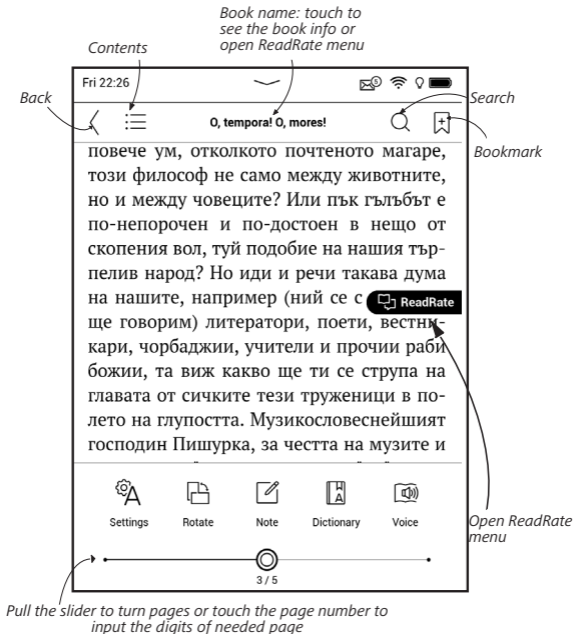 Book name: touch to
see the book info or
open ReadRate menu
Contents
Back
Fri 22:26
5
Search
O, tempora! O, mores!
Bookmark
повече ум, отколкото почтеното магаре,
този философ не само между животните,
но и между човеците? Или пък гълъбът е
по-непорочен и по-достоен в нещо от
скопения вол, туй подобие на нашия тър-
пелив народ? Но иди и речи такава дума
на нашите, например (ний се с
ReadRate
ще говорим) литератори, поети, вестни-
кари, чорбаджии, учители и прочии раби
божии, та виж какво ще ти се струпа на
главата от сичките тези труженици в по-
лето на глупостта. Музикословеснейшият
господин Пишурка, за честта на музите и
Settings Rotate Note Dictionary Voice
Open ReadRate
menu
3 / 5
Pull the slider to turn pages or touch the page number to
input the digits of needed page